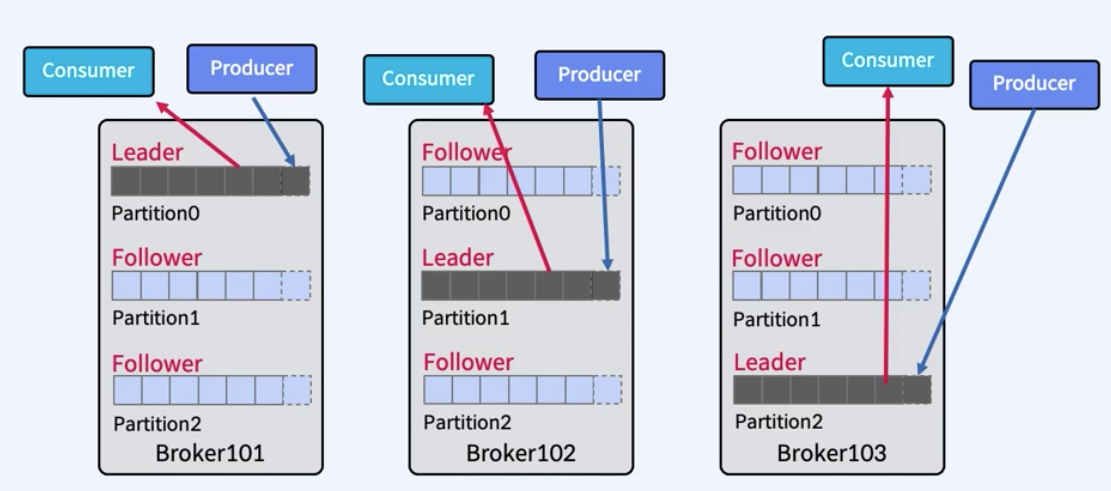 Consumer
Producer
Leader
Partition0
Follower
Partition1
Follower
Partition2
Broker101
Consumer
Producer
Follower
Partition0
Leader
Partition1
Follower
Partition2
Broker102
Consumer
Producer
Follower
Partition0
Follower
Partition1
Leader
Partition2
Broker103